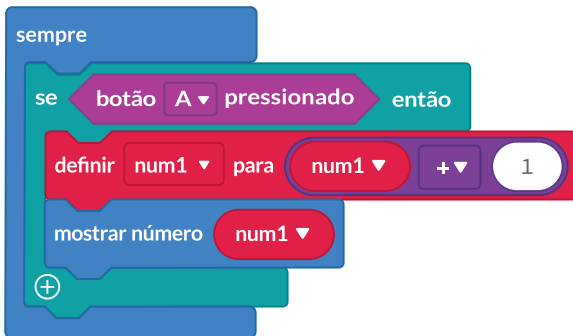 sempre
se botão A pressionado então
definir num1 para num1 + 1
mostrar número num1